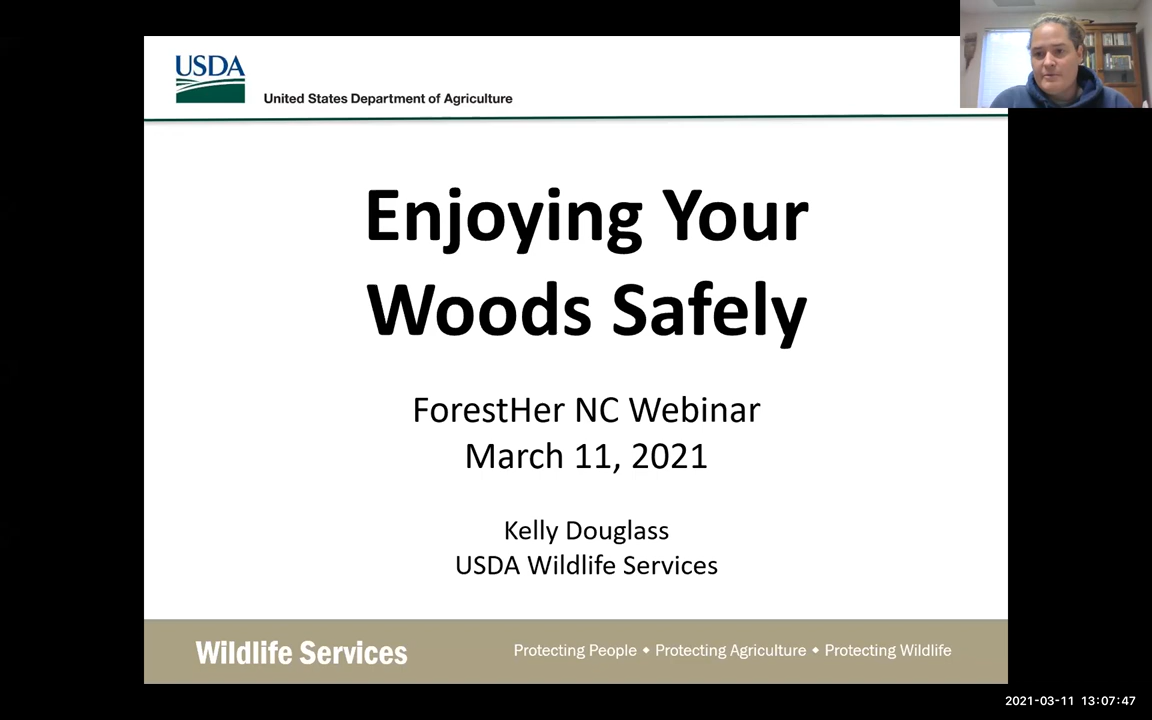 USDA
United States Department of Agriculture
Enjoying Your
Woods Safely
ForestHer NC Webinar
March 11, 2021
Kelly Douglass
USDA Wildlife Services
Wildlife Services
Protecting People • Protecting Agriculture • Protecting Wildlife
2021-03-11 13:07:47